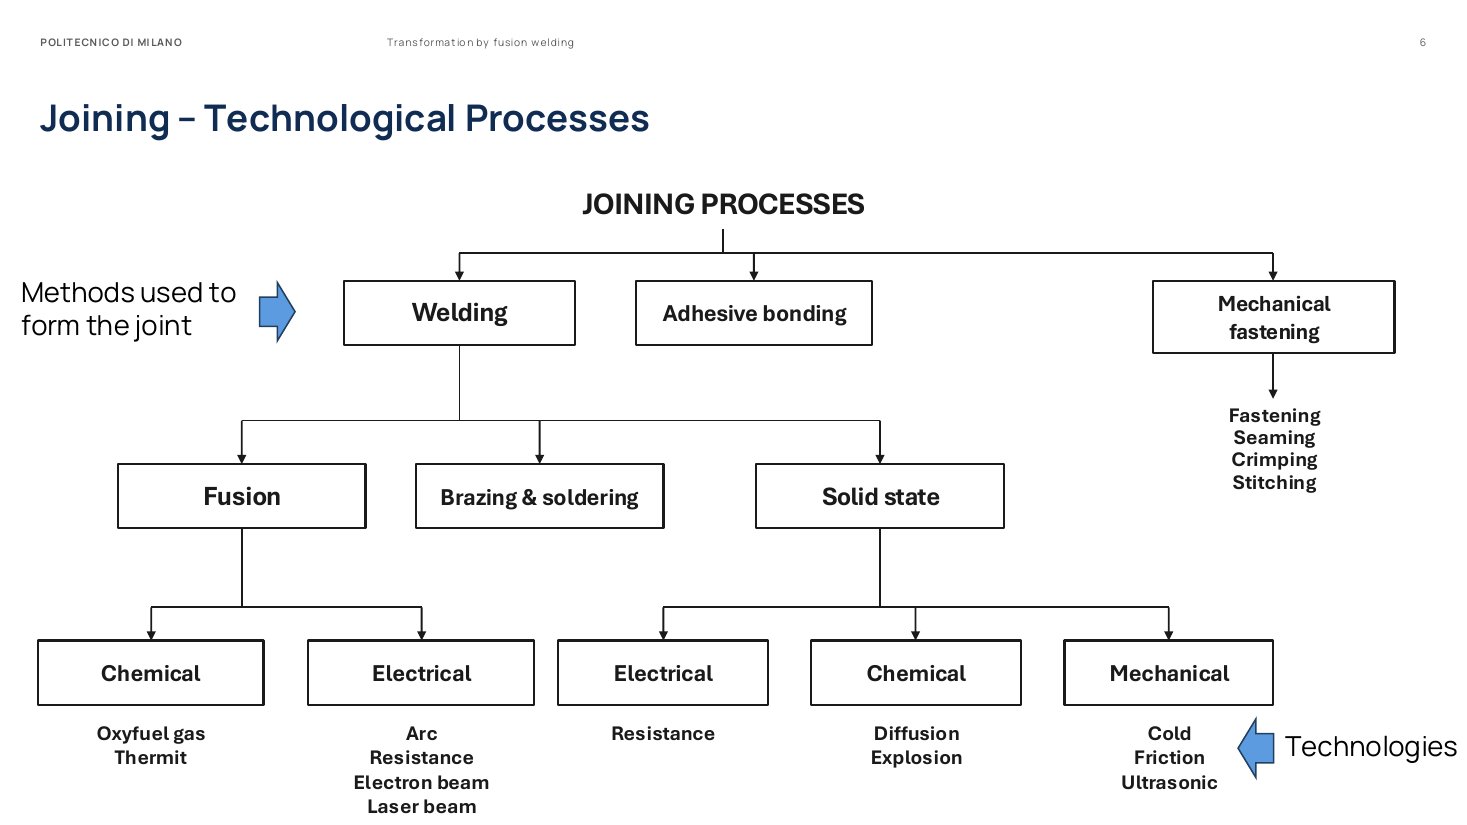 POLITECNICO DI MILANO
Transformation by fusion welding
6
Joining – Technological Processes
JOINING PROCESSES
Methods used to
form the joint
Welding
Adhesive bonding
Mechanical
fastening
Fastening
Seaming
Crimping
Stitching
Fusion
Brazing & soldering
Solid state
Chemical
Electrical
Electrical
Chemical
Mechanical
Oxyfuel gas
Thermit
Arc
Resistance
Electron beam
Laser beam
Resistance
Diffusion
Explosion
Cold
Friction
Ultrasonic
Technologies